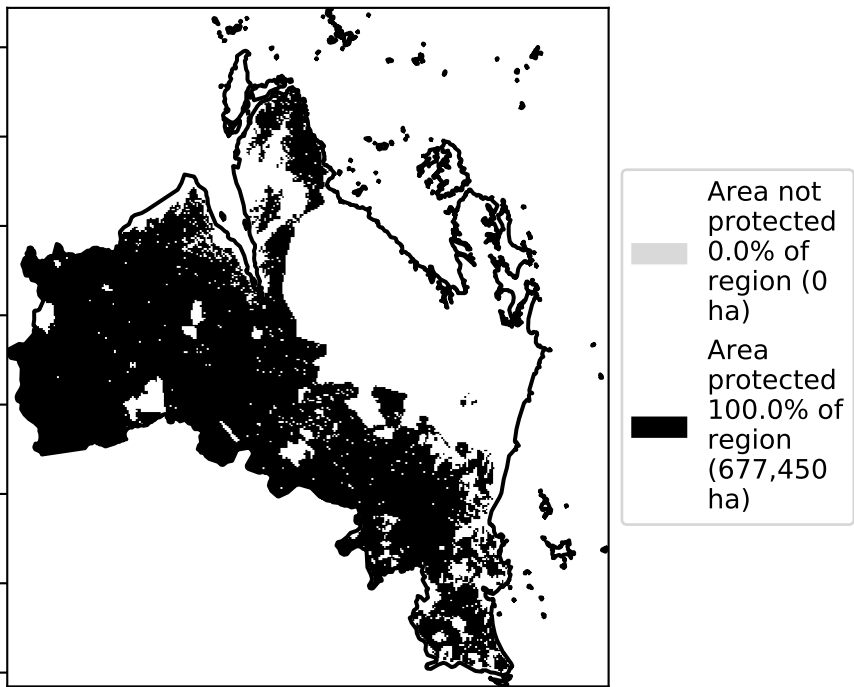 Area not
protected
0.0% of
region (0
ha)
Area
protected
100.0% of
region
(677,450
ha)